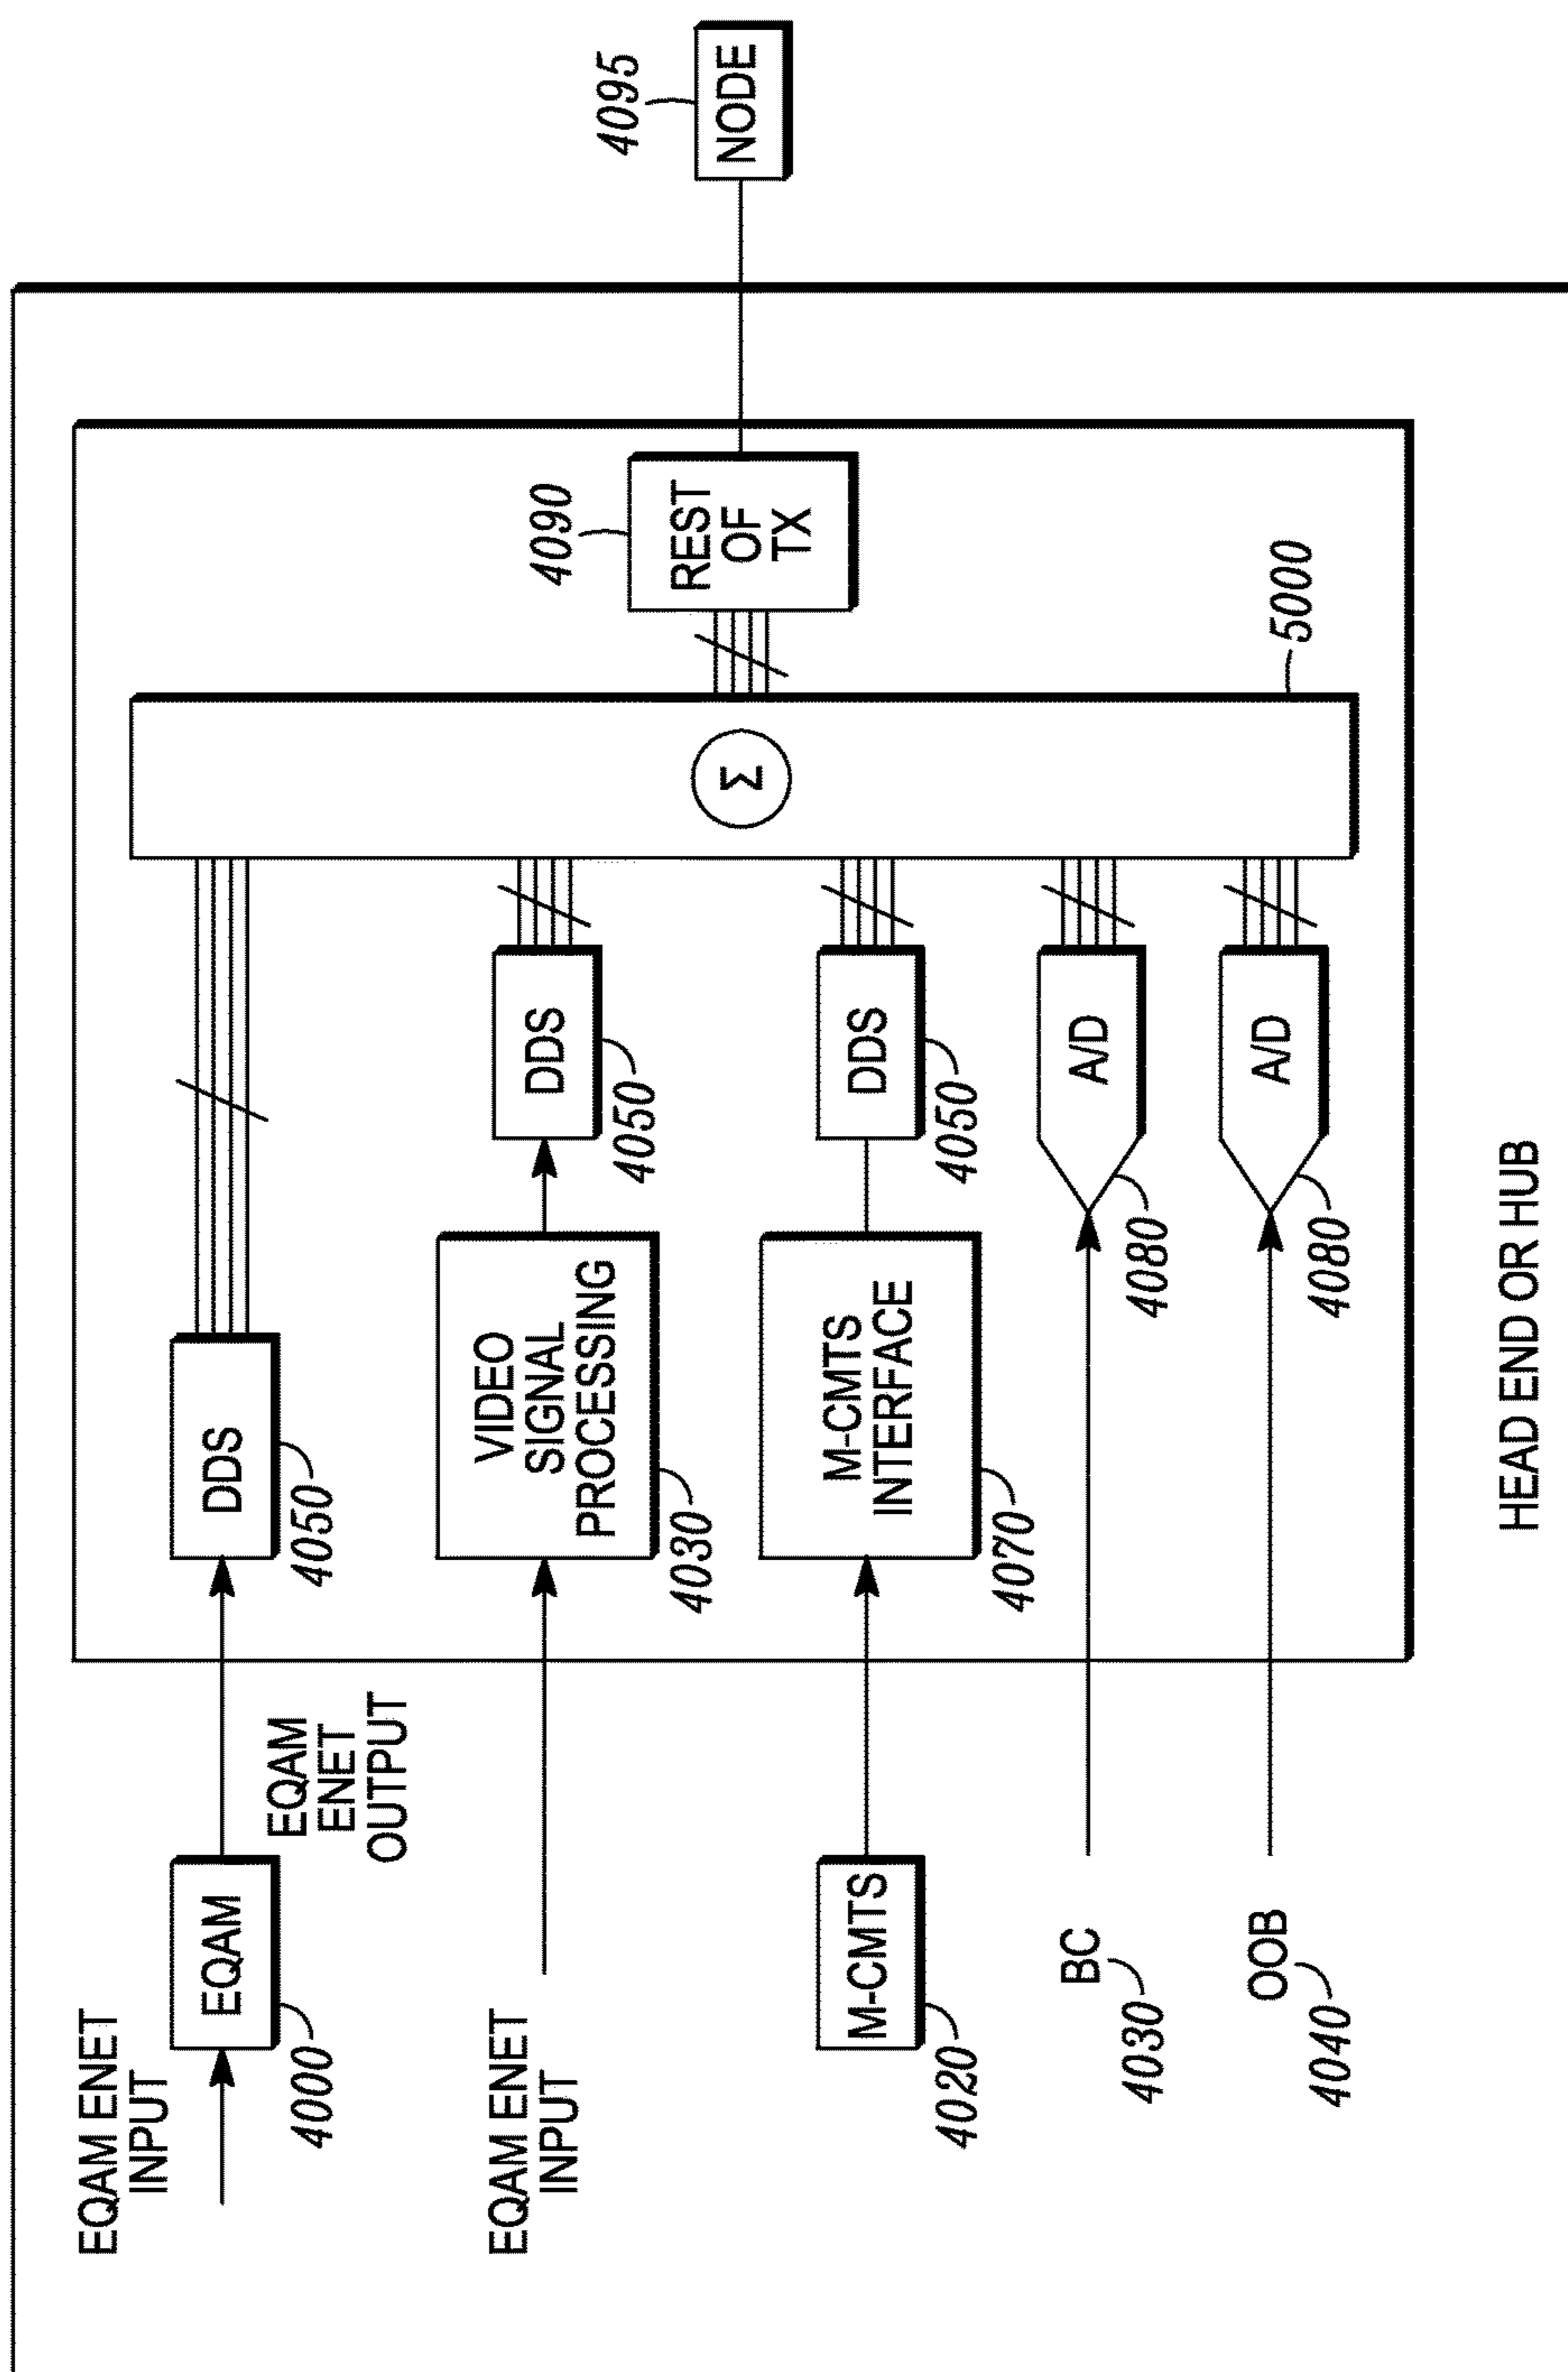 EQAM ENET
INPUT
EQAM
4000
EQAM
ENET
OUTPUT
DDS
4050
EQAM ENET
INPUT
VIDEO
SIGNAL
PROCESSING
4030
DDS
4050
M-CMTS
4020
M-CMTS
INTERFACE
4070
DDS
4050
BC
4030
A/D
4080
OOB
4040
A/D
4080
Σ
5000
REST
OF
TX
4090
NODE
4095
HEAD END OR HUB